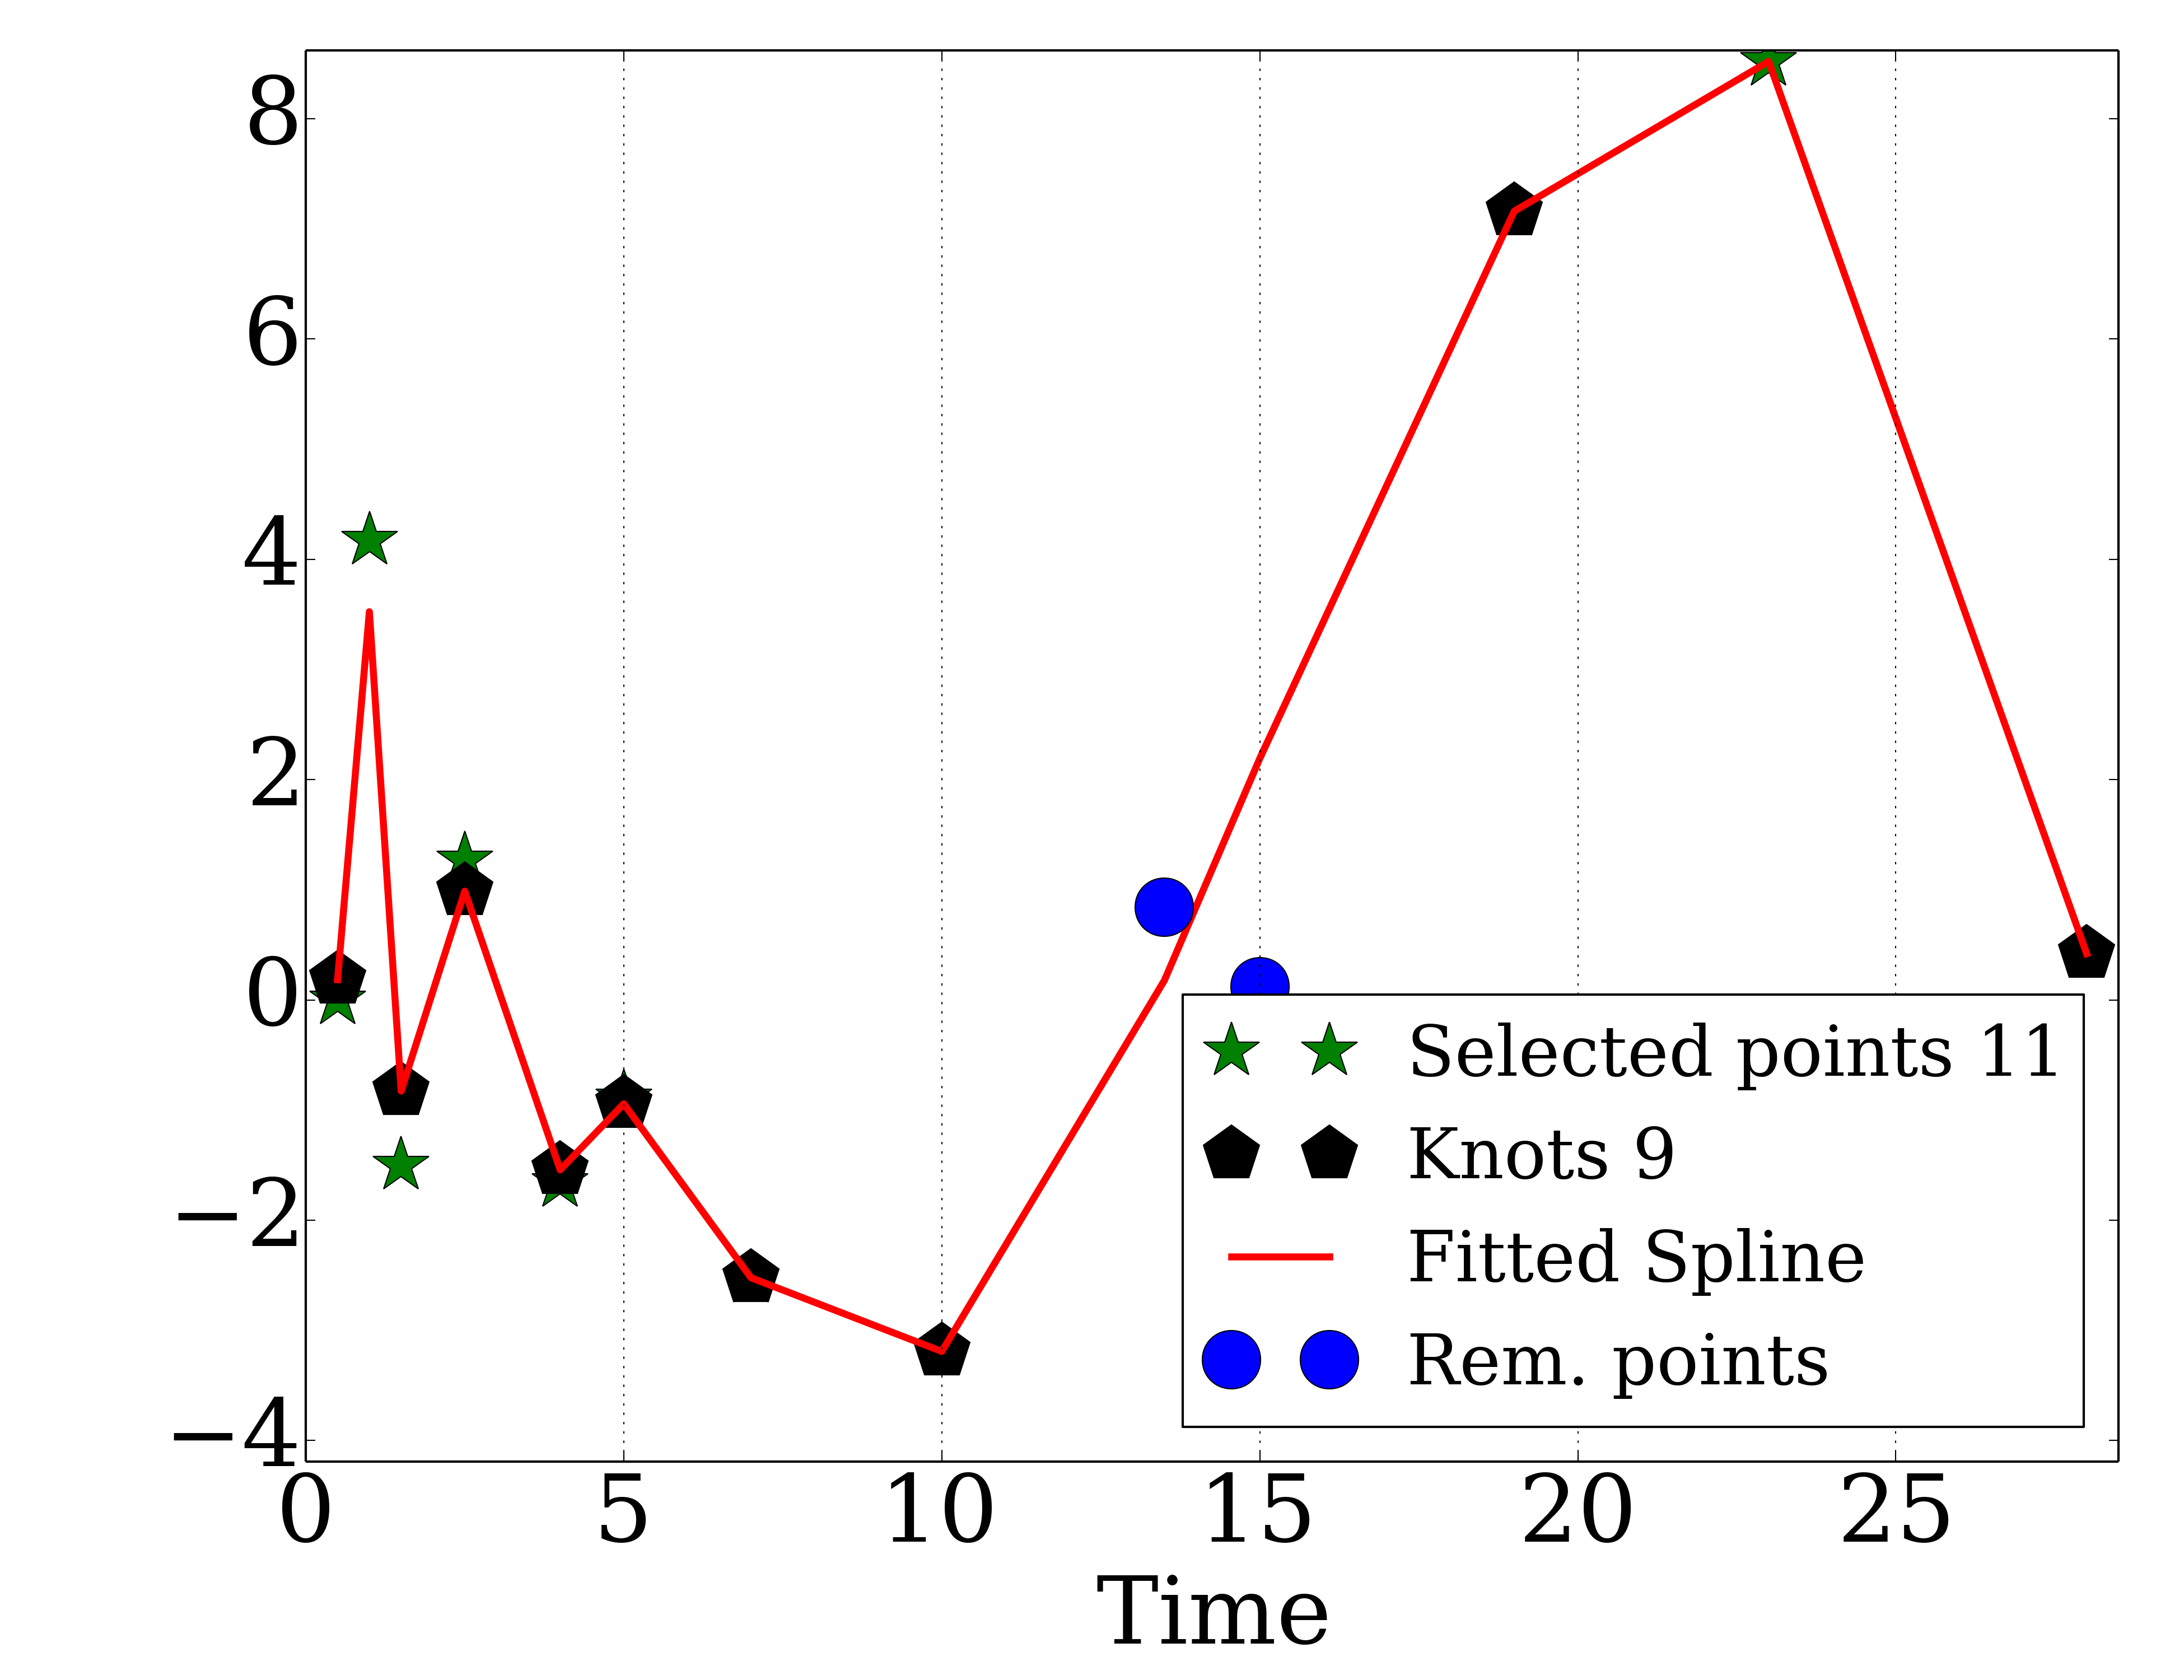 8
6
4
2
0
−2
−4
0 5 10 15 20 25
Time
Selected points 11
Knots 9
Fitted Spline
Rem. points